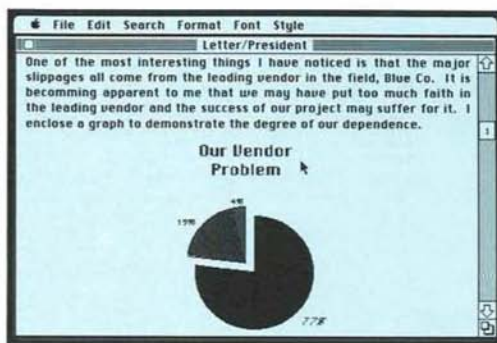 File Edit Search Format Font Style
Letter/President
One of the most interesting things I have noticed is that the major
slippages all come from the leading vendor in the field, Blue Co. It is
becomming apparent to me that we may have put too much faith in
the leading vendor and the success of our project may suffer for it. I
enclose a graph to demonstrate the degree of our dependence.
Our Vendor
Problem
4%
19%
77%